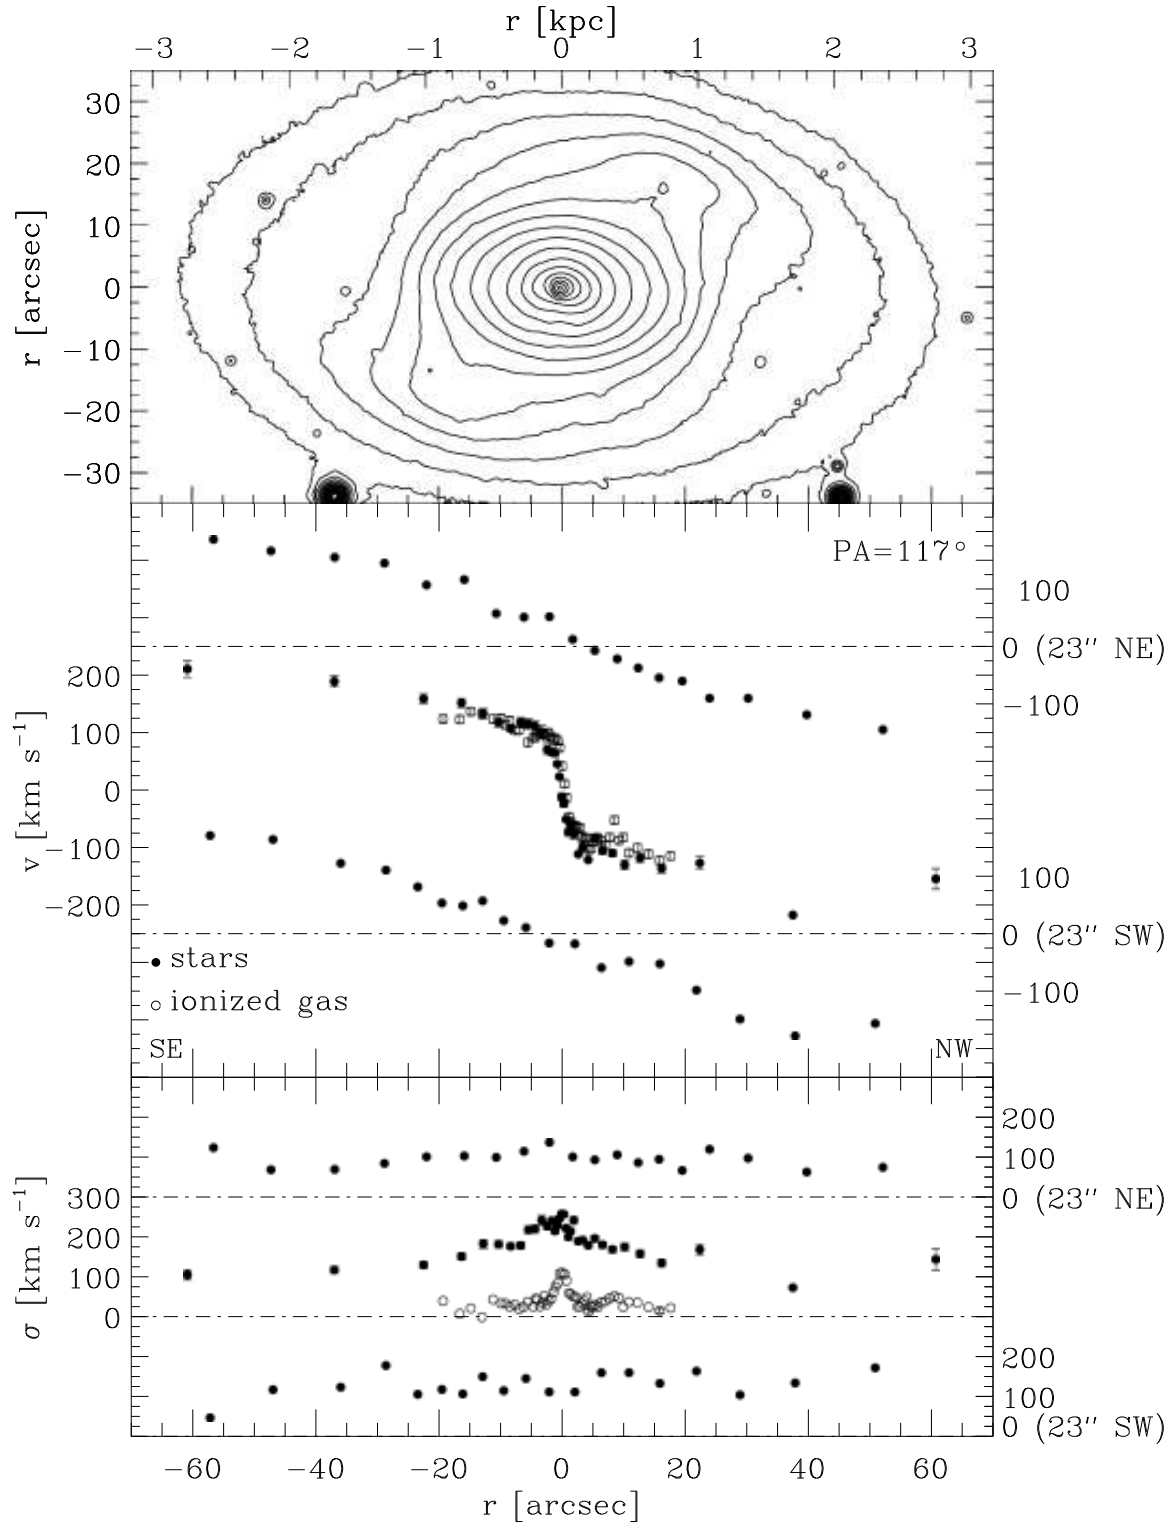 r [kpc]
−3 −2 −1 0 1 2 3
30
20
10
0
−10
−20
−30
r [arcsec]
PA=117°
100
0 (23″ NE)
−100
200
100
0
−100
−200
v [km s⁻¹]
100
0 (23″ SW)
−100
stars
ionized gas
SE NW
200
100
0 (23″ NE)
300
200
100
0
σ [km s⁻¹]
200
100
0 (23″ SW)
−60 −40 −20 0 20 40 60
r [arcsec]